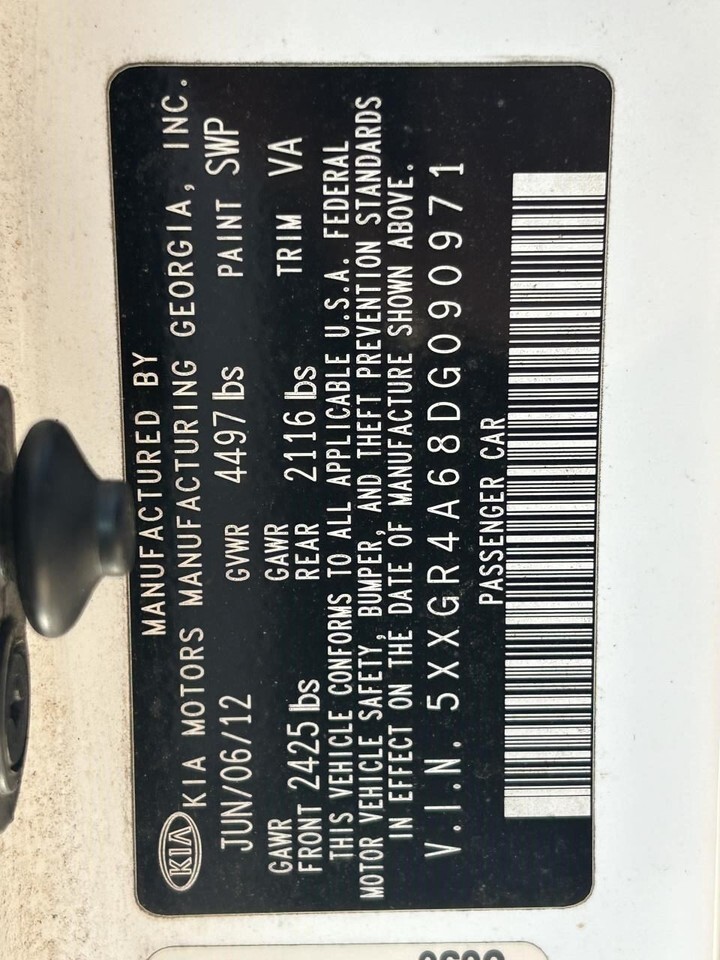 MANUFACTURED BY
KIA KIA MOTORS MANUFACTURING GEORGIA, INC.
JUN/06/12 GVWR 4497 lbs PAINT SWP
GAWR FRONT 2425 lbs GAWR REAR 2116 lbs TRIM VA
THIS VEHICLE CONFORMS TO ALL APPLICABLE U.S.A. FEDERAL
MOTOR VEHICLE SAFETY, BUMPER, AND THEFT PREVENTION STANDARDS
IN EFFECT ON THE DATE OF MANUFACTURE SHOWN ABOVE.
V.I.N. 5XXGR4A68DG090971
PASSENGER CAR